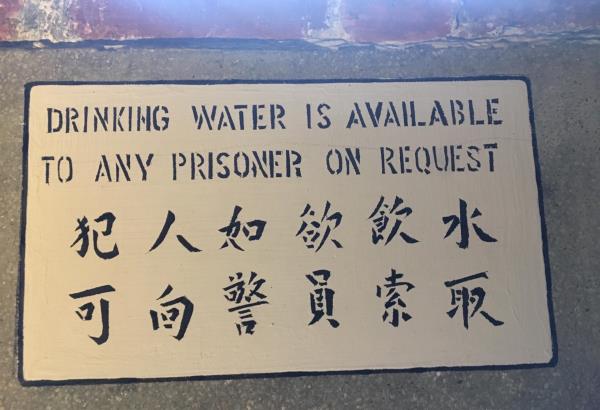 DRINKING WATER IS AVAILABLE
TO ANY PRISONER ON REQUEST
犯人如欲飲水
可向警員索取